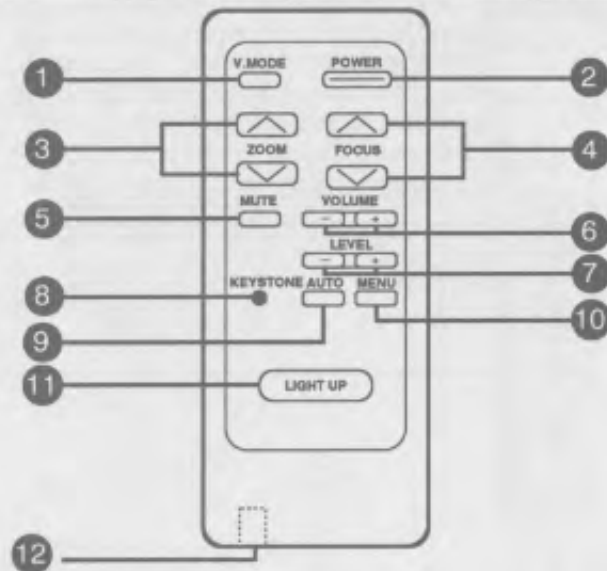 1 V.MODE POWER 2
3 ZOOM FOCUS 4
5 MUTE VOLUME
− + 6
LEVEL
− + 7
8 KEYSTONE AUTO MENU
9 10
11 LIGHT UP
12